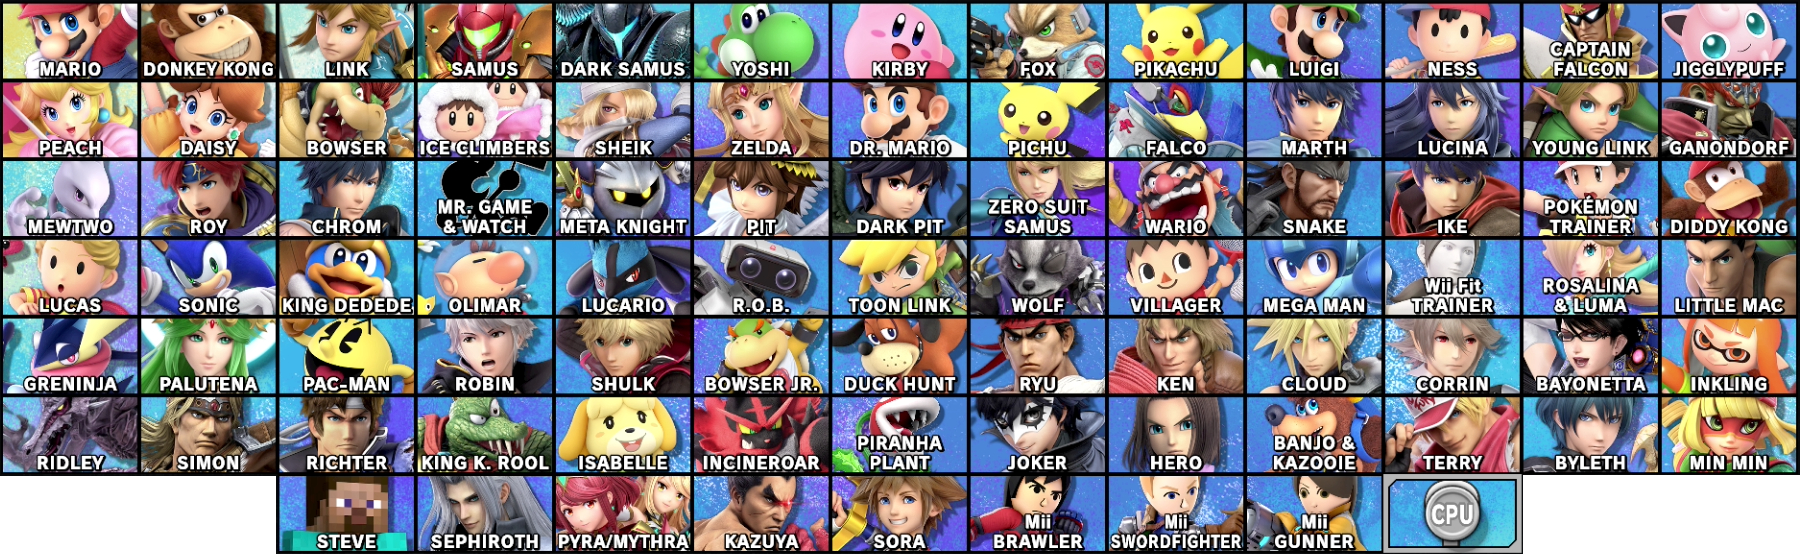 MARIO
DONKEY KONG
LINK
SAMUS
DARK SAMUS
YOSHI
KIRBY
FOX
PIKACHU
LUIGI
NESS
CAPTAIN
FALCON
JIGGLYPUFF
PEACH
DAISY
BOWSER
ICE CLIMBERS
SHEIK
ZELDA
DR. MARIO
PICHU
FALCO
MARTH
LUCINA
YOUNG LINK
GANONDORF
MEWTWO
ROY
CHROM
MR. GAME
& WATCH
META KNIGHT
PIT
DARK PIT
ZERO SUIT
SAMUS
WARIO
SNAKE
IKE
POKÉMON
TRAINER
DIDDY KONG
LUCAS
SONIC
KING DEDEDE
OLIMAR
LUCARIO
R.O.B.
TOON LINK
WOLF
VILLAGER
MEGA MAN
Wii Fit
TRAINER
ROSALINA
& LUMA
LITTLE MAC
GRENINJA
PALUTENA
PAC-MAN
ROBIN
SHULK
BOWSER JR.
DUCK HUNT
RYU
KEN
CLOUD
CORRIN
BAYONETTA
INKLING
RIDLEY
SIMON
RICHTER
KING K. ROOL
ISABELLE
INCINEROAR
PIRANHA
PLANT
JOKER
HERO
BANJO &
KAZOOIE
TERRY
BYLETH
MIN MIN
STEVE
SEPHIROTH
PYRA/MYTHRA
KAZUYA
SORA
Mii
BRAWLER
Mii
SWORDFIGHTER
Mii
GUNNER
CPU